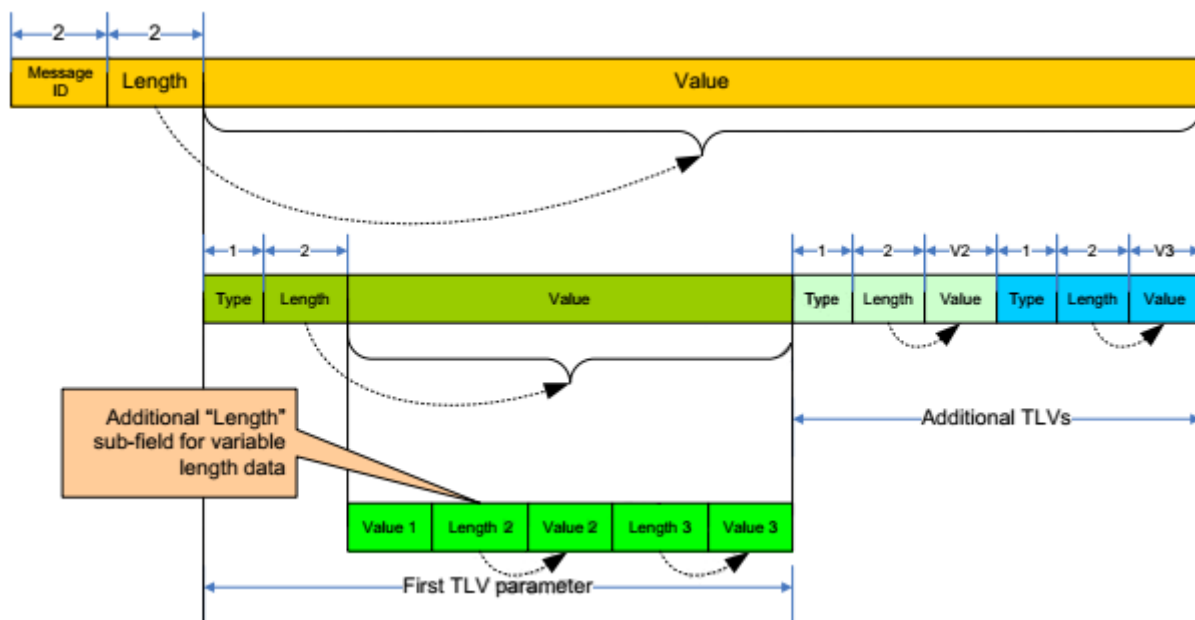 2 2
Message
ID
Length
Value
1 2
V2
1 2 V3
1 2
Type Length Value Type Length Value Type Length Value
Additional “Length”
sub-field for variable
length data
Additional TLVs
Value 1 Length 2 Value 2 Length 3 Value 3
First TLV parameter